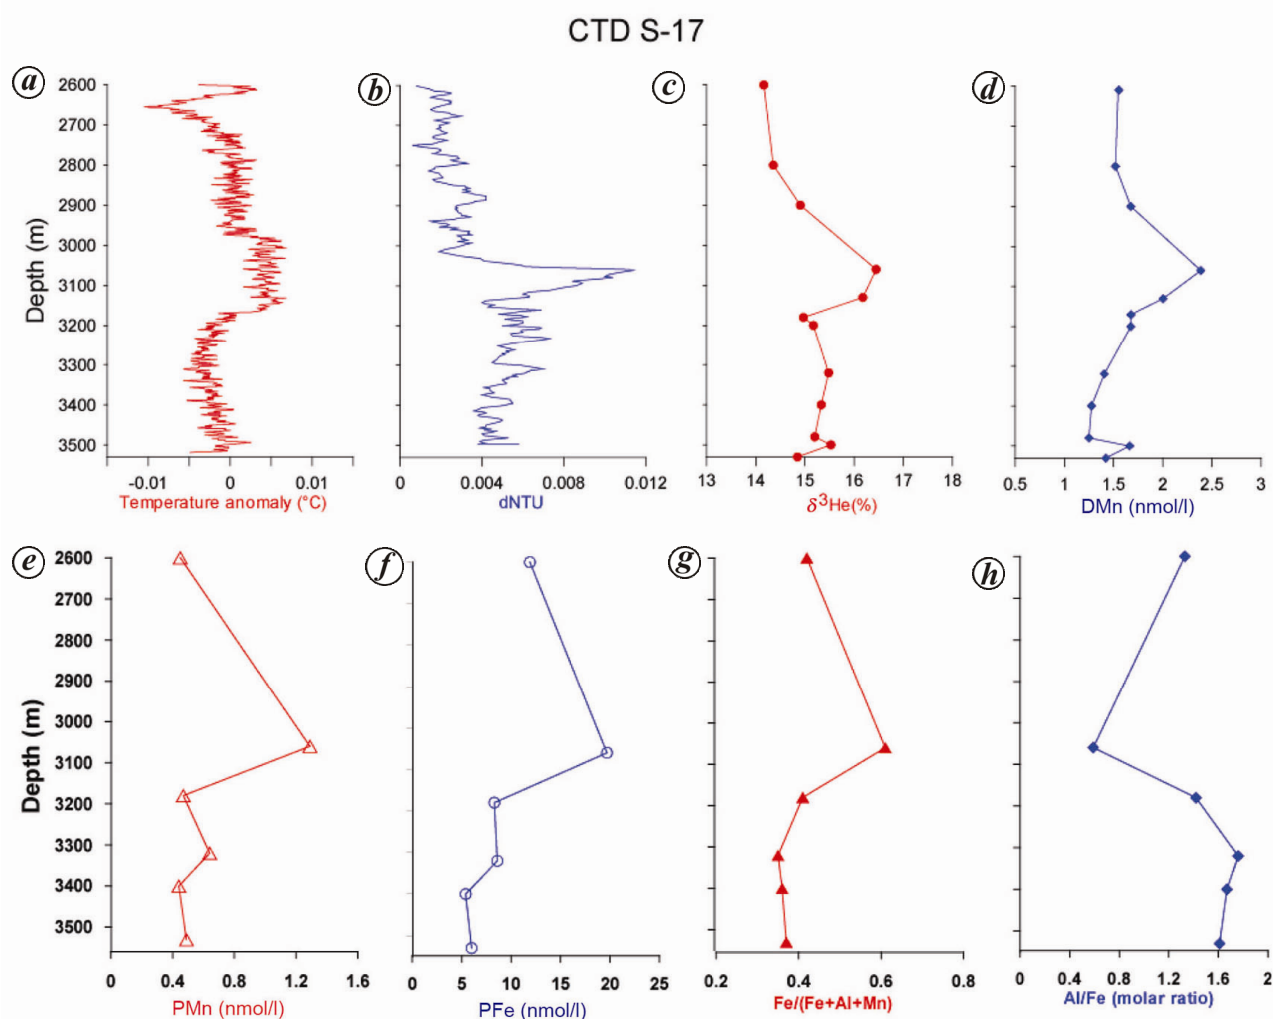 CTD S-17
a
b
c
d
2600
2700
2800
2900
3000
3100
3200
3300
3400
3500
Depth (m)
-0.01 0 0.01
Temperature anomaly (°C)
0 0.004 0.008 0.012
dNTU
13 14 15 16 17 18
δ³He(%)
0.5 1 1.5 2 2.5 3
DMn (nmol/l)
e
f
g
h
2600
2700
2800
2900
3000
3100
3200
3300
3400
3500
Depth (m)
0 0.4 0.8 1.2 1.6
PMn (nmol/l)
0 5 10 15 20 25
PFe (nmol/l)
0.2 0.4 0.6 0.8
Fe/(Fe+Al+Mn)
0 0.4 0.8 1.2 1.6 2
Al/Fe (molar ratio)